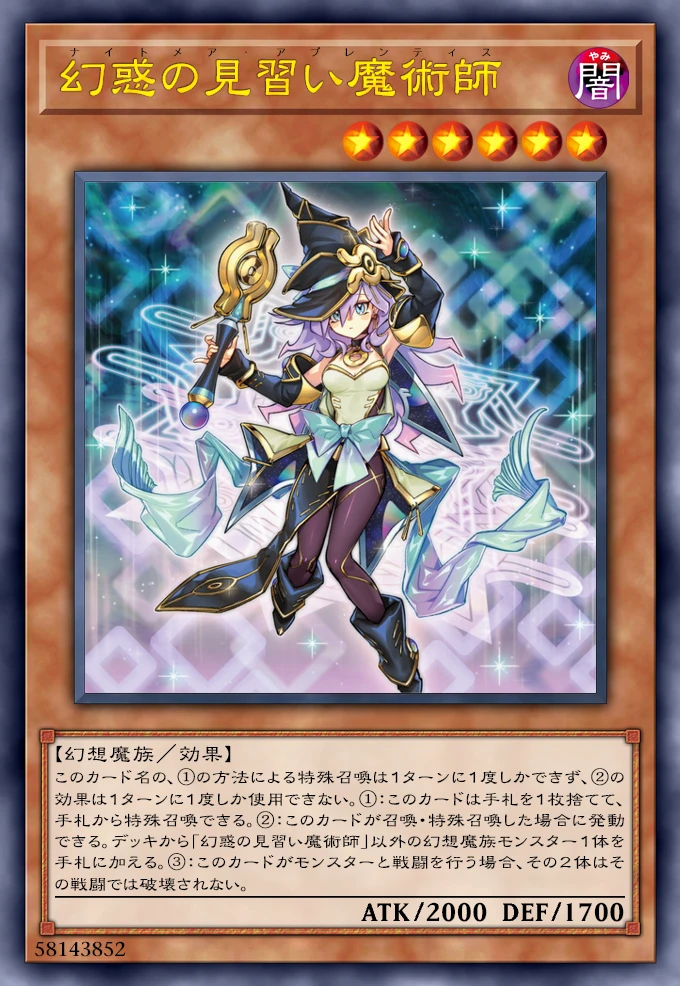 ナイトメア・アプレンティス
幻惑の見習い魔術師
やみ
闇
【幻想魔族／効果】
このカード名の、①の方法による特殊召喚は１ターンに１度しかできず、②の
効果は１ターンに１度しか使用できない。①：このカードは手札を１枚捨てて、
手札から特殊召喚できる。②：このカードが召喚・特殊召喚した場合に発動
できる。デッキから「幻惑の見習い魔術師」以外の幻想魔族モンスター１体を
手札に加える。③：このカードがモンスターと戦闘を行う場合、その２体はそ
の戦闘では破壊されない。
ATK/2000 DEF/1700
58143852